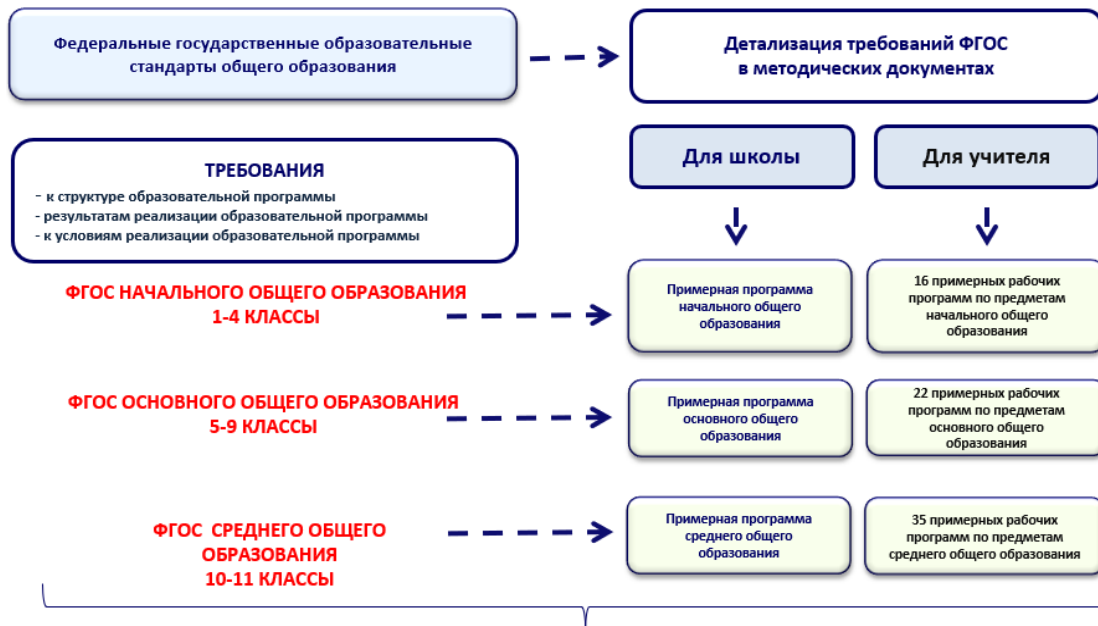 Федеральные государственные образовательные
стандарты общего образования
Детализация требований ФГОС
в методических документах
ТРЕБОВАНИЯ
- к структуре образовательной программы
- результатам реализации образовательной программы
- к условиям реализации образовательной программы
Для школы
Для учителя
ФГОС НАЧАЛЬНОГО ОБЩЕГО ОБРАЗОВАНИЯ
1-4 КЛАССЫ
Примерная программа
начального общего
образования
16 примерных рабочих
программ по предметам
начального общего
образования
ФГОС ОСНОВНОГО ОБЩЕГО ОБРАЗОВАНИЯ
5-9 КЛАССЫ
Примерная программа
основного общего
образования
22 примерных рабочих
программ по предметам
основного общего
образования
ФГОС СРЕДНЕГО ОБЩЕГО
ОБРАЗОВАНИЯ
10-11 КЛАССЫ
Примерная программа
среднего общего
образования
35 примерных рабочих
программ по предметам
среднего общего образования